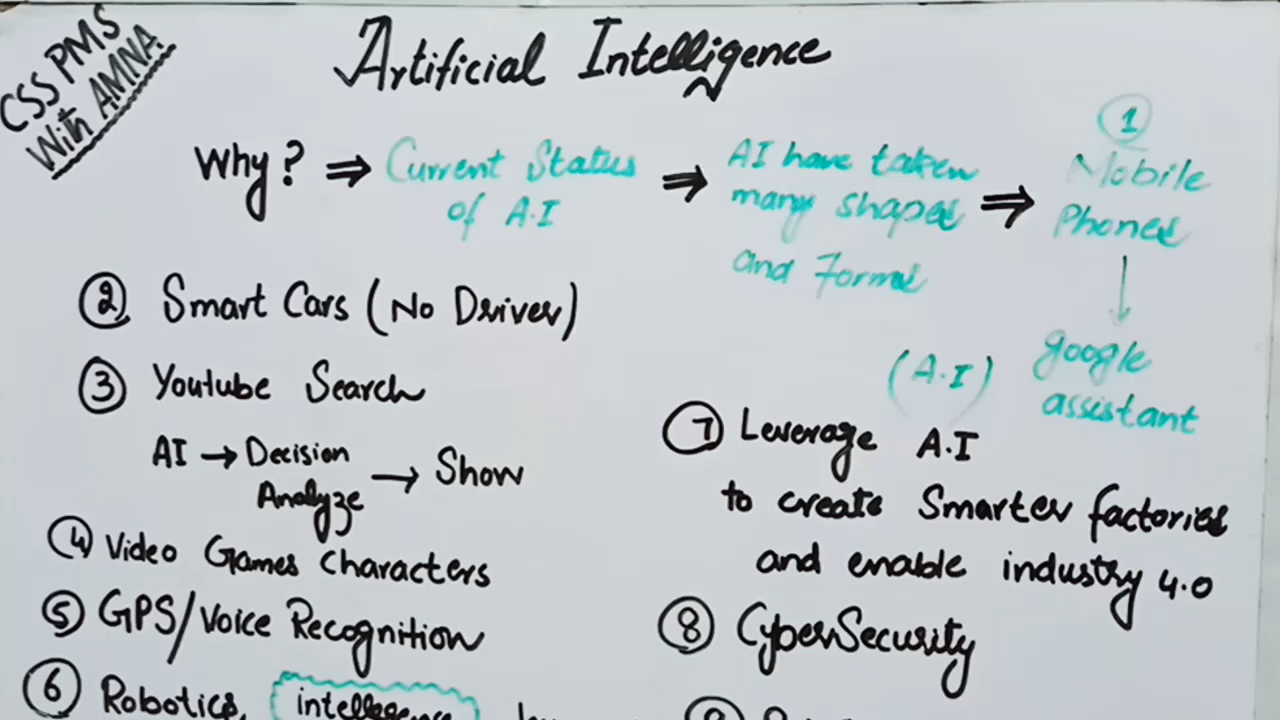 CSS PMS
With AMNA
Artificial Intelligence
Why? ⇒ Current Status
of A.I
⇒ AI have taken
many shapes
and Forms
⇒ ①
Mobile
Phones
↓
google
assistant
(A.I)
② Smart Cars (No Driver)
③ Youtube Search
AI → Decision
Analyze → Show
④ Video Games Characters
⑤ GPS/Voice Recognition
⑥ Robotics, intellegence
⑦ Leverage A.I
to create Smarter factories
and enable industry 4.0
⑧ CyberSecurity
⑨